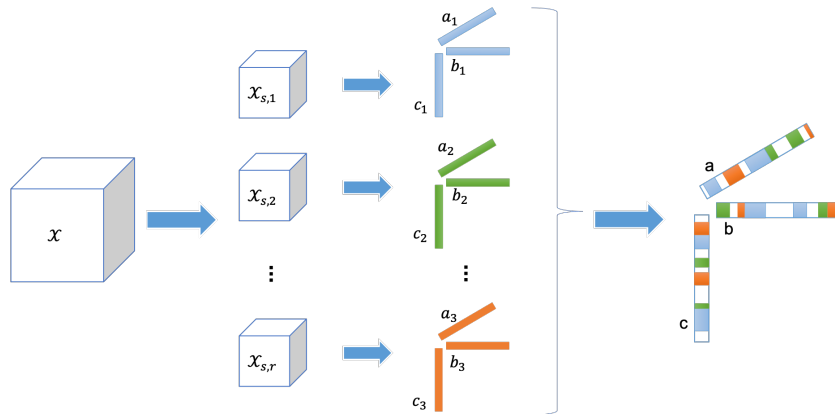 𝒳
𝒳s,1
a1
b1
c1
𝒳s,2
a2
b2
c2
⋮
⋮
𝒳s,r
a3
b3
c3
a
b
c